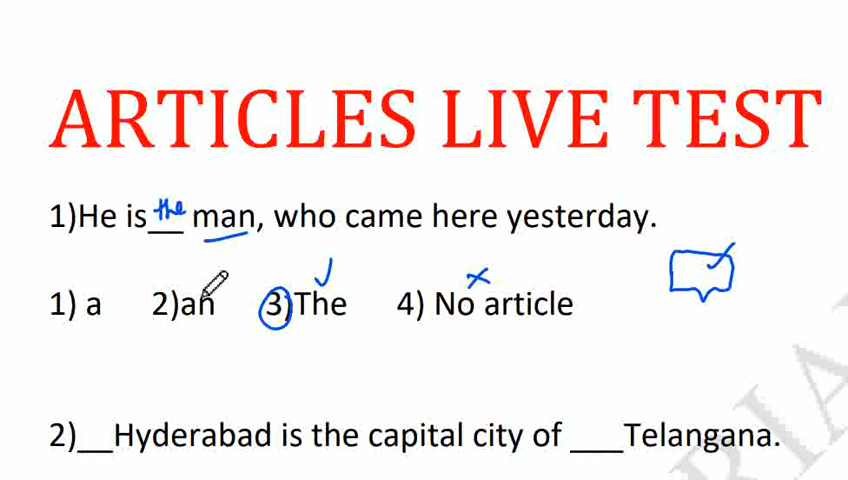 ARTICLES LIVE TEST
1)He is the man, who came here yesterday.
1) a 2)an 3)The 4) No article
2)__Hyderabad is the capital city of ___Telangana.